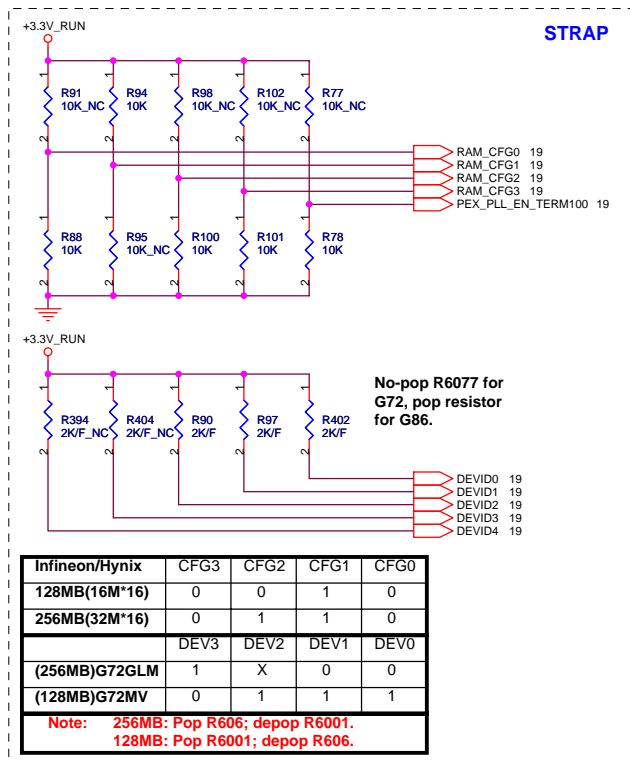 +3.3V_RUN
STRAP
1 1 1 1 1
R91 R94 R98 R102 R77
10K_NC 10K 10K_NC 10K_NC 10K_NC
2 2 2 2 2
RAM_CFG0 19
RAM_CFG1 19
RAM_CFG2 19
RAM_CFG3 19
PEX_PLL_EN_TERM100 19
1 1 1 1 1
R88 R95 R100 R101 R78
10K 10K_NC 10K 10K 10K
2 2 2 2 2
+3.3V_RUN
1 1 1 1 1
No-pop R6077 for
G72, pop resistor
for G86.
R394 R404 R90 R97 R402
2K/F_NC 2K/F_NC 2K/F 2K/F 2K/F
2 2 2 2 2
DEVID0 19
DEVID1 19
DEVID2 19
DEVID3 19
DEVID4 19
Infineon/Hynix CFG3 CFG2 CFG1 CFG0
128MB(16M*16) 0 0 1 0
256MB(32M*16) 0 1 1 0
DEV3 DEV2 DEV1 DEV0
(256MB)G72GLM 1 X 0 0
(128MB)G72MV 0 1 1 1
Note: 256MB: Pop R606; depop R6001.
128MB: Pop R6001; depop R606.